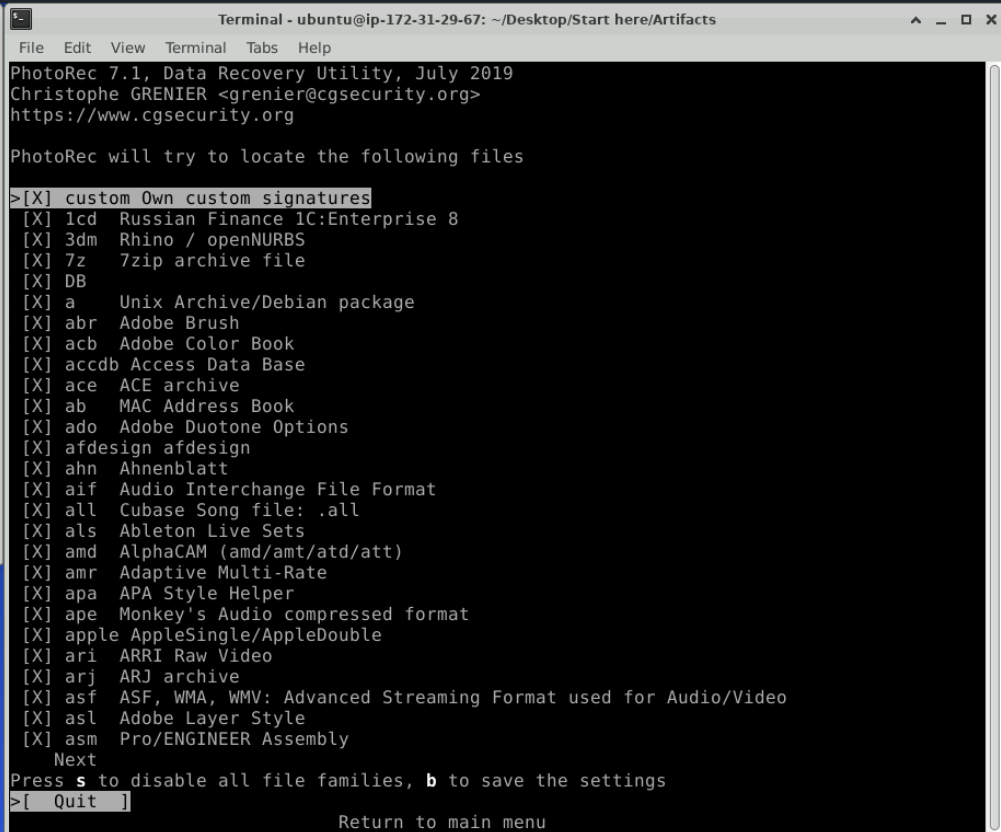 Terminal - ubuntu@ip-172-31-29-67: ~/Desktop/Start here/Artifacts
File Edit View Terminal Tabs Help
PhotoRec 7.1, Data Recovery Utility, July 2019
Christophe GRENIER <grenier@cgsecurity.org>
https://www.cgsecurity.org
PhotoRec will try to locate the following files
>[X] custom Own custom signatures
[X] 1cd  Russian Finance 1C:Enterprise 8
[X] 3dm  Rhino / openNURBS
[X] 7z   7zip archive file
[X] DB
[X] a    Unix Archive/Debian package
[X] abr  Adobe Brush
[X] acb  Adobe Color Book
[X] accdb Access Data Base
[X] ace  ACE archive
[X] ab   MAC Address Book
[X] ado  Adobe Duotone Options
[X] afdesign afdesign
[X] ahn  Ahnenblatt
[X] aif  Audio Interchange File Format
[X] all  Cubase Song file: .all
[X] als  Ableton Live Sets
[X] amd  AlphaCAM (amd/amt/atd/att)
[X] amr  Adaptive Multi-Rate
[X] apa  APA Style Helper
[X] ape  Monkey's Audio compressed format
[X] apple AppleSingle/AppleDouble
[X] ari  ARRI Raw Video
[X] arj  ARJ archive
[X] asf  ASF, WMA, WMV: Advanced Streaming Format used for Audio/Video
[X] asl  Adobe Layer Style
[X] asm  Pro/ENGINEER Assembly
Next
Press s to disable all file families, b to save the settings
>[  Quit  ]
Return to main menu